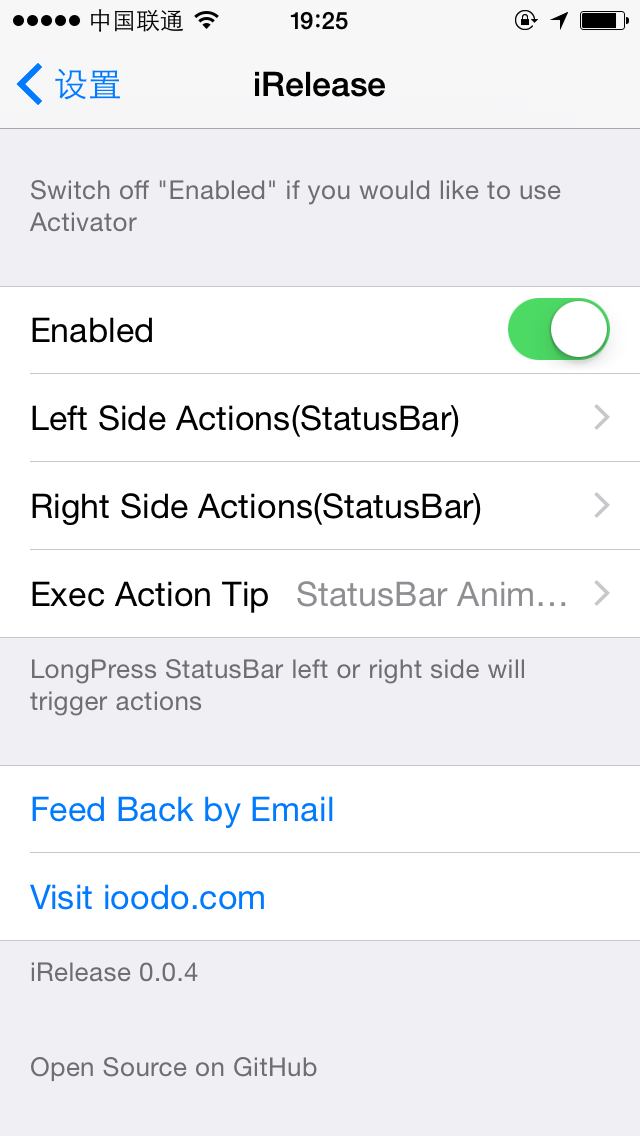 中国联通 19:25
设置 iRelease
Switch off "Enabled" if you would like to use
Activator
Enabled
Left Side Actions(StatusBar)
Right Side Actions(StatusBar)
Exec Action Tip StatusBar Anim...
LongPress StatusBar left or right side will
trigger actions
Feed Back by Email
Visit ioodo.com
iRelease 0.0.4
Open Source on GitHub